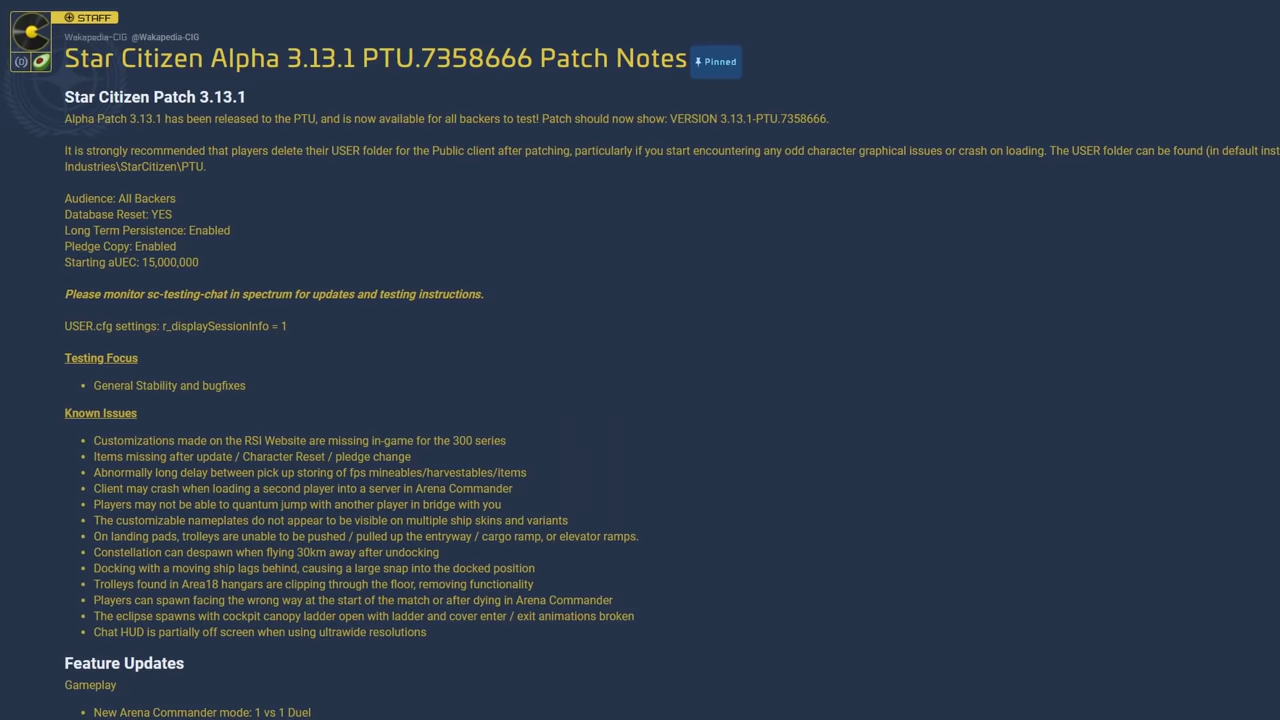 STAFF
Wakapedia-CIG @Wakapedia-CIG
Star Citizen Alpha 3.13.1 PTU.7358666 Patch Notes Pinned
Star Citizen Patch 3.13.1
Alpha Patch 3.13.1 has been released to the PTU, and is now available for all backers to test! Patch should now show: VERSION 3.13.1-PTU.7358666.
It is strongly recommended that players delete their USER folder for the Public client after patching, particularly if you start encountering any odd character graphical issues or crash on loading. The USER folder can be found (in default inst
Industries\StarCitizen\PTU.
Audience: All Backers
Database Reset: YES
Long Term Persistence: Enabled
Pledge Copy: Enabled
Starting aUEC: 15,000,000
Please monitor sc-testing-chat in spectrum for updates and testing instructions.
USER.cfg settings: r_displaySessionInfo = 1
Testing Focus
• General Stability and bugfixes
Known Issues
• Customizations made on the RSI Website are missing in-game for the 300 series
• Items missing after update / Character Reset / pledge change
• Abnormally long delay between pick up storing of fps mineables/harvestables/items
• Client may crash when loading a second player into a server in Arena Commander
• Players may not be able to quantum jump with another player in bridge with you
• The customizable nameplates do not appear to be visible on multiple ship skins and variants
• On landing pads, trolleys are unable to be pushed / pulled up the entryway / cargo ramp, or elevator ramps.
• Constellation can despawn when flying 30km away after undocking
• Docking with a moving ship lags behind, causing a large snap into the docked position
• Trolleys found in Area18 hangars are clipping through the floor, removing functionality
• Players can spawn facing the wrong way at the start of the match or after dying in Arena Commander
• The eclipse spawns with cockpit canopy ladder open with ladder and cover enter / exit animations broken
• Chat HUD is partially off screen when using ultrawide resolutions
Feature Updates
Gameplay
• New Arena Commander mode: 1 vs 1 Duel